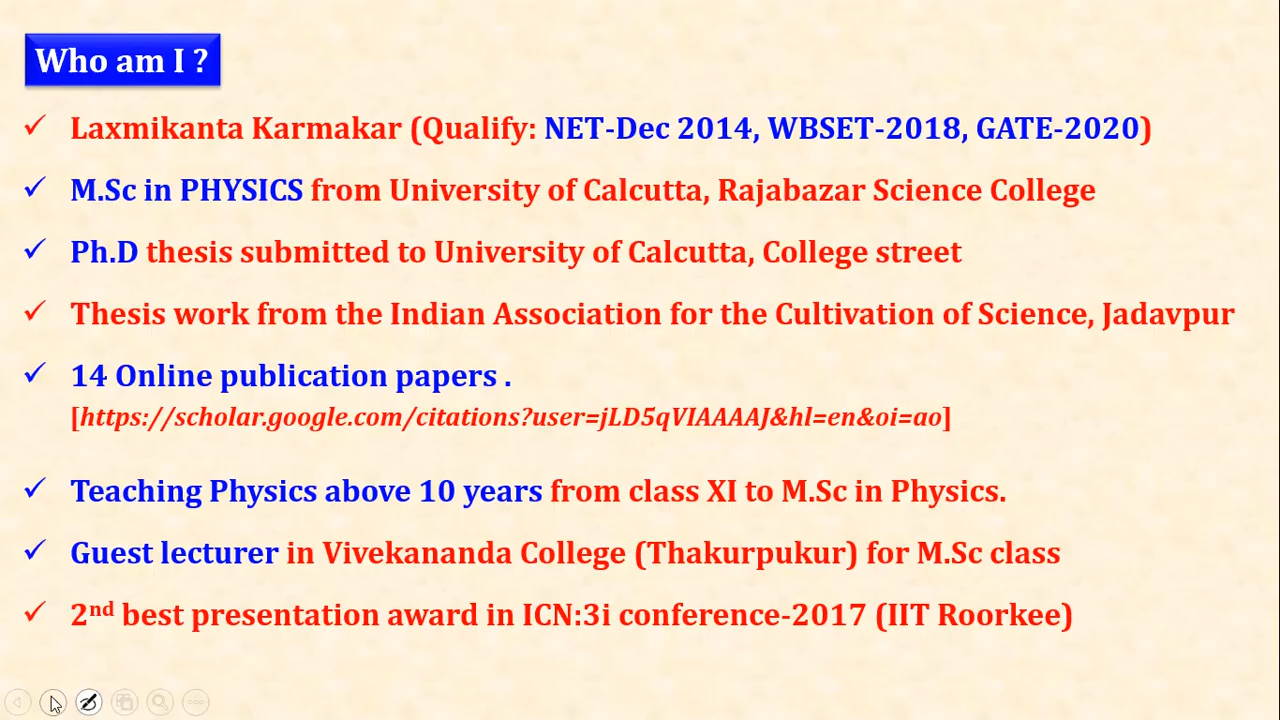 Who am I ?
✓ Laxmikanta Karmakar (Qualify: NET-Dec 2014, WBSET-2018, GATE-2020)
✓ M.Sc in PHYSICS from University of Calcutta, Rajabazar Science College
✓ Ph.D thesis submitted to University of Calcutta, College street
✓ Thesis work from the Indian Association for the Cultivation of Science, Jadavpur
✓ 14 Online publication papers .
[https://scholar.google.com/citations?user=jLD5qVIAAAAJ&hl=en&oi=ao]
✓ Teaching Physics above 10 years from class XI to M.Sc in Physics.
✓ Guest lecturer in Vivekananda College (Thakurpukur) for M.Sc class
✓ 2nd best presentation award in ICN:3i conference-2017 (IIT Roorkee)